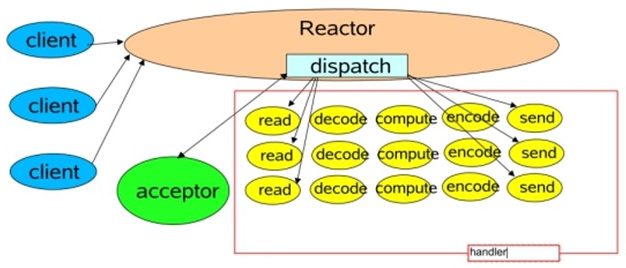 Reactor
client
dispatch
client
read decode compute encode send
read decode compute encode send
client
acceptor
read decode compute encode send
handler